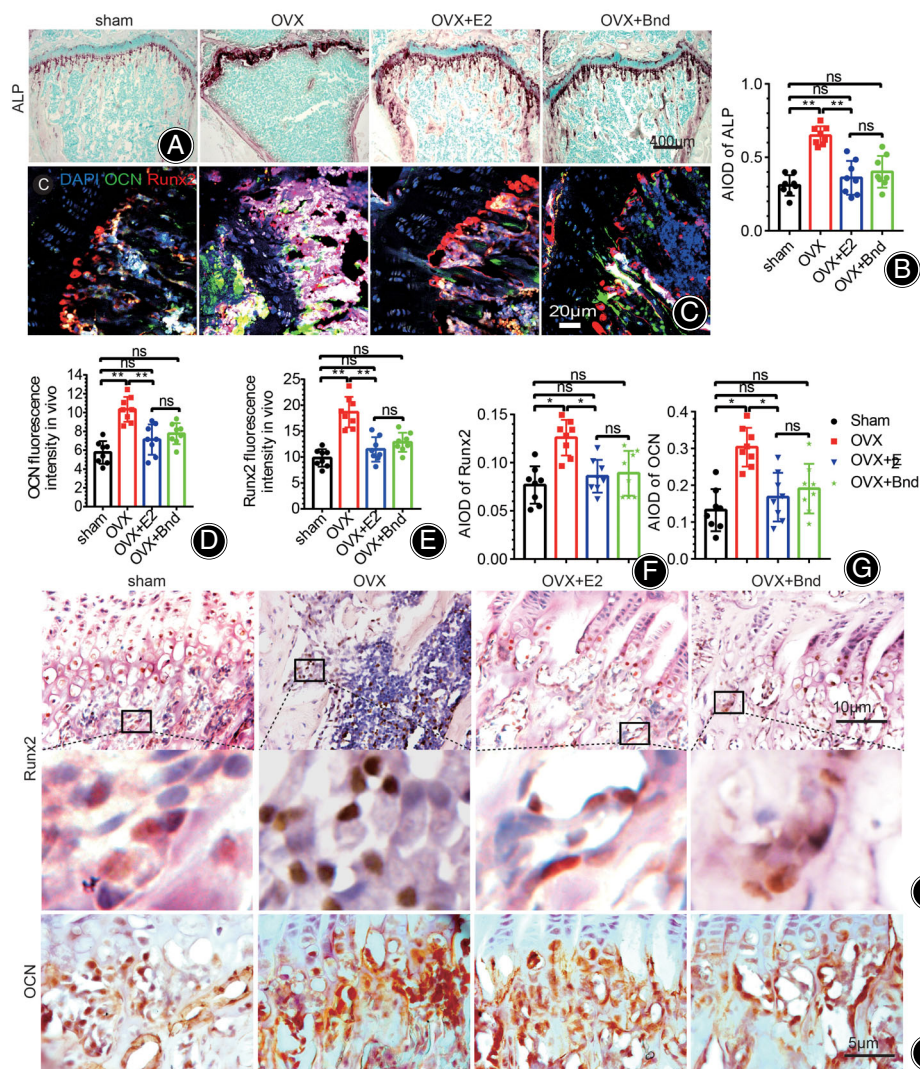 sham OVX OVX+E2 OVX+Bnd
ALP
A
400μm
C DAPI OCN Runx2
20μm
C
AIOD of ALP
1.0
0.5
0.0
ns
ns
** **
ns
sham OVX OVX+E2 OVX+Bnd
B
OCN fluorescence
intensity in vivo
14
12
10
8
6
4
2
0
ns
ns
** **
ns
sham OVX OVX+E2 OVX+Bnd
D
Runx2 fluorescence
intensity in vivo
25
20
15
10
5
0
ns
ns
** **
ns
sham OVX OVX+E2 OVX+Bnd
E
AIOD of Runx2
0.15
0.10
0.05
0.00
ns
ns
* *
ns
F
AIOD of OCN
0.4
0.3
0.2
0.1
0.0
ns
ns
* *
ns
G
Sham
OVX
OVX+E2
OVX+Bnd
sham OVX OVX+E2 OVX+Bnd
Runx2
10μm
OCN
5μm